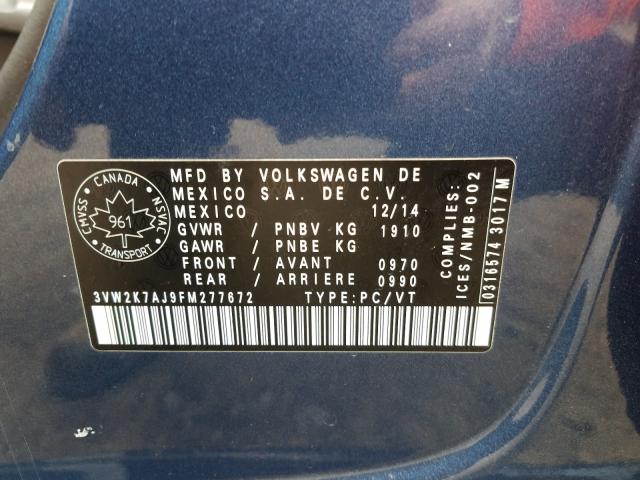 CANADA
CMVSS
NSVAC
961
TRANSPORT
MFD BY VOLKSWAGEN DE
MEXICO S.A. DE C.V.
MEXICO 12/14
GVWR / PNBV KG 1910
GAWR / PNBE KG
FRONT / AVANT 0970
REAR / ARRIERE 0990
3VW2K7AJ9FM277672 TYPE:PC/VT
COMPLIES:
ICES/NMB-002
0316574 3017 M